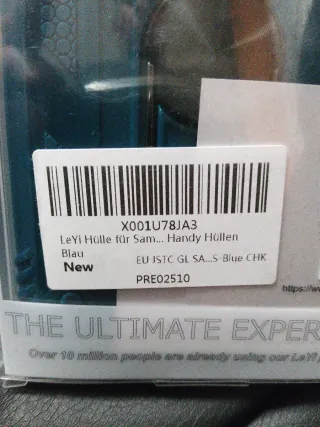 X001U78JA3
LeYi Hülle für Sam... Handy Hüllen
Blau
EU JSTC GL SA...S-Blue CHK
New
PRE02510
https://w
THE ULTIMATE EXPER
Over 10 million people are already using our LeYi